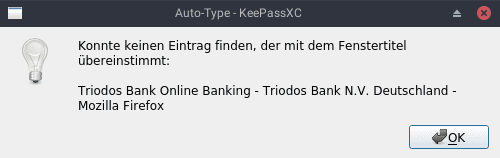 Auto-Type - KeePassXC
Konnte keinen Eintrag finden, der mit dem Fenstertitel
übereinstimmt:
Triodos Bank Online Banking - Triodos Bank N.V. Deutschland -
Mozilla Firefox
OK